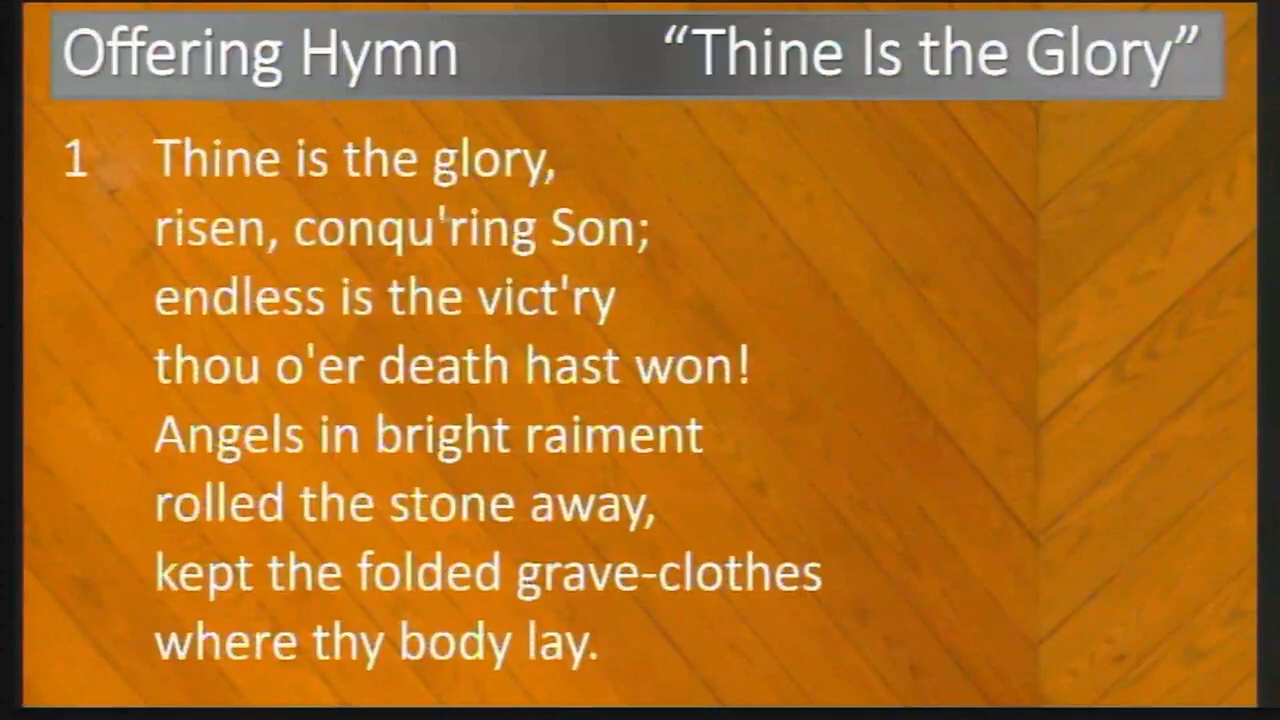 Offering Hymn “Thine Is the Glory”
1 Thine is the glory,
risen, conqu'ring Son;
endless is the vict'ry
thou o'er death hast won!
Angels in bright raiment
rolled the stone away,
kept the folded grave-clothes
where thy body lay.